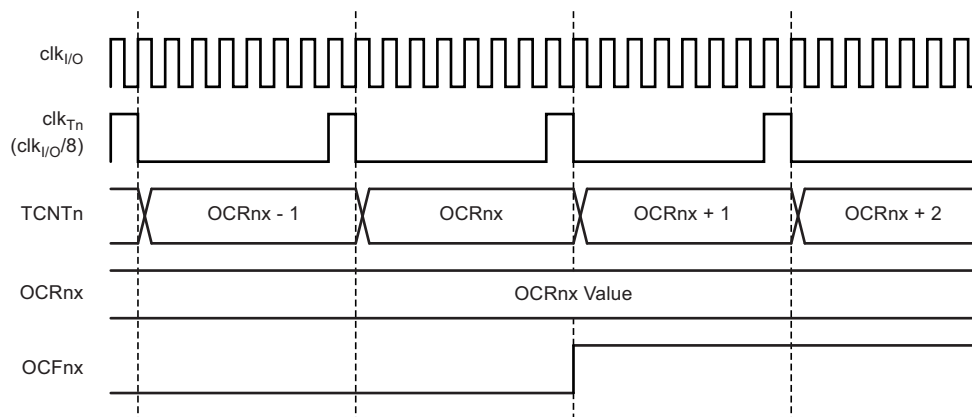 clkI/O
clkTn
(clkI/O/8)
TCNTn OCRnx - 1 OCRnx OCRnx + 1 OCRnx + 2
OCRnx OCRnx Value
OCFnx